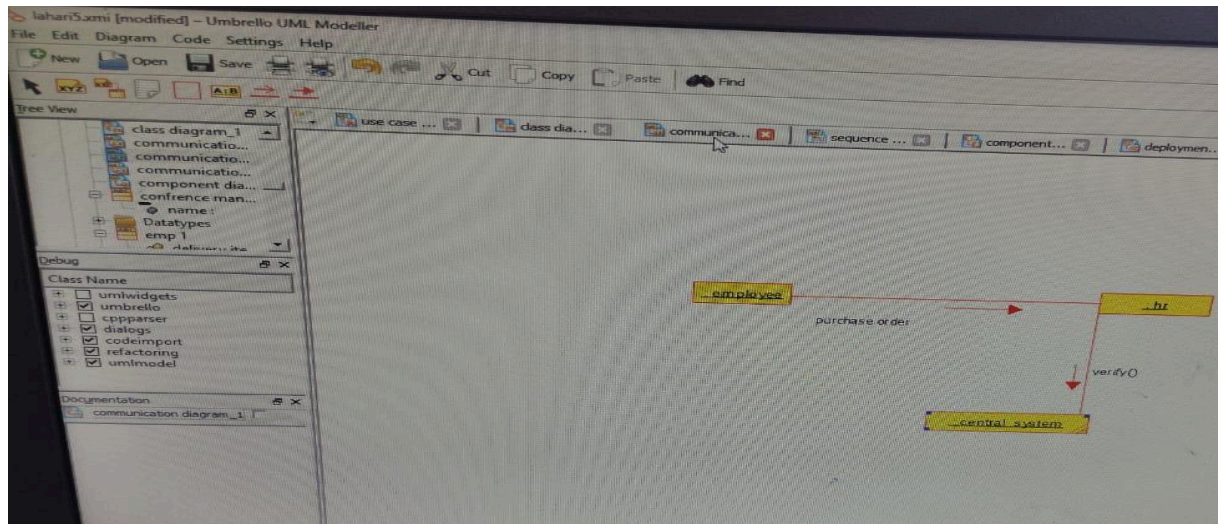 lahari5.xmi [modified] – Umbrello UML Modeller
File Edit Diagram Code Settings Help
New Open Save Cut Copy Paste Find
XYZ A:B
Tree View
use case ... class dia... communica... sequence ... component... deploymen...
class diagram_1
communicatio...
communicatio...
communicatio...
component dia...
confrence man...
name :
Datatypes
emp 1
Debug
Class Name
umlwidgets
umbrello
cppparser
dialogs
codeimport
refactoring
umlmodel
Documentation
communication diagram_1
employee
purchase order
: hr
verify()
central system